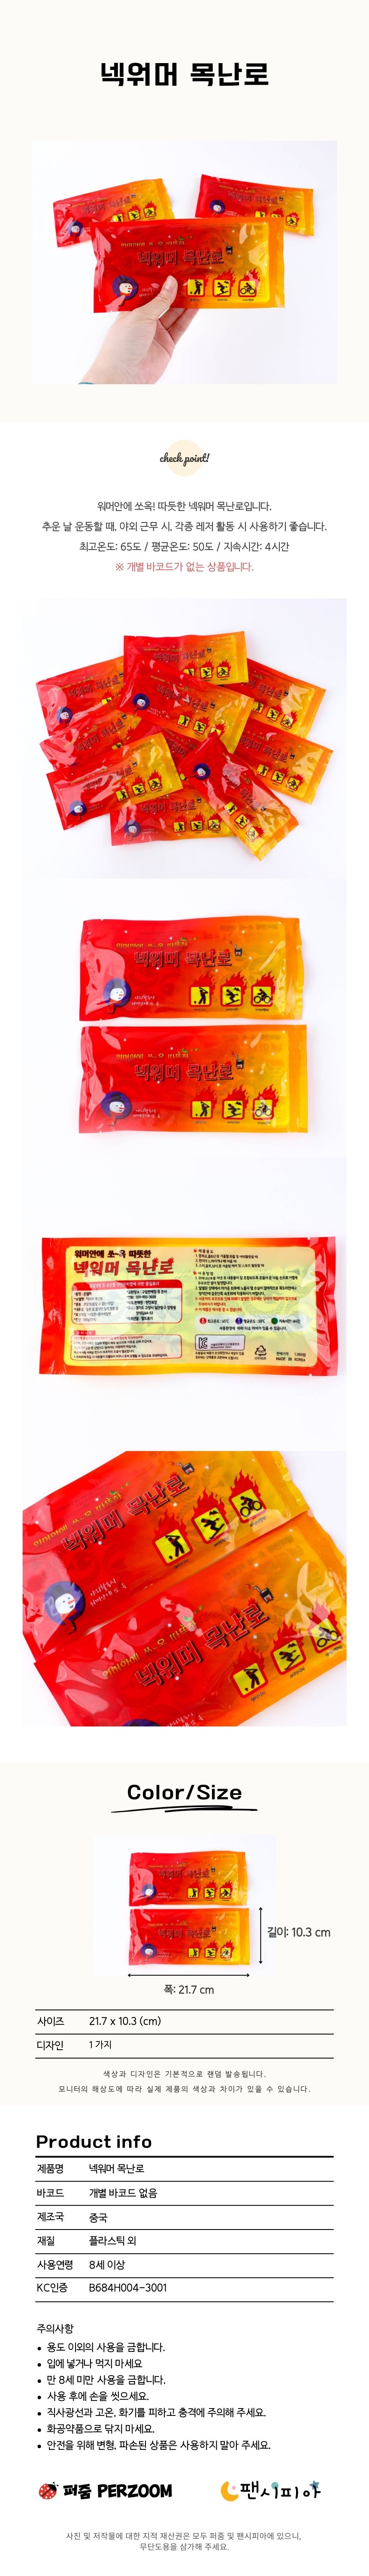 넥워머 목난로
check point!
워머안에 쏘옥! 따듯한 넥워머 목난로입니다.
추운 날 운동할 때, 야외 근무 시, 각종 레저 활동 시 사용하기 좋습니다.
최고온도: 65도 / 평균온도: 50도 / 지속시간: 4시간
※ 개별 바코드가 없는 상품입니다.
넥워머 목난로
넥워머 목난로
워머안에 쏘~옥 따뜻한
넥워머 목난로
MADE IN KOREA
넥워머 목난로
넥워머 목난로
Color/Size
길이: 10.3 cm
폭: 21.7 cm
사이즈 21.7 x 10.3 (cm)
디자인 1 가지
색상과 디자인은 기본적으로 랜덤 발송됩니다.
모니터의 해상도에 따라 실제 제품의 색상과 차이가 있을 수 있습니다.
Product info
제품명 넥워머 목난로
바코드 개별 바코드 없음
제조국 중국
재질 플라스틱 외
사용연령 8세 이상
KC인증 B684H004-3001
주의사항
• 용도 이외의 사용을 금합니다.
• 입에 넣거나 먹지 마세요
• 만 8세 미만 사용을 금합니다.
• 사용 후에 손을 씻으세요.
• 직사광선과 고온, 화기를 피하고 충격에 주의해 주세요.
• 화공약품으로 닦지 마세요.
• 안전을 위해 변형, 파손된 상품은 사용하지 말아 주세요.
퍼줌 PERZOOM
팬시피아
사진 및 저작물에 대한 지적 재산권은 모두 퍼줌 및 팬시피아에 있으니,
무단도용을 삼가해 주세요.